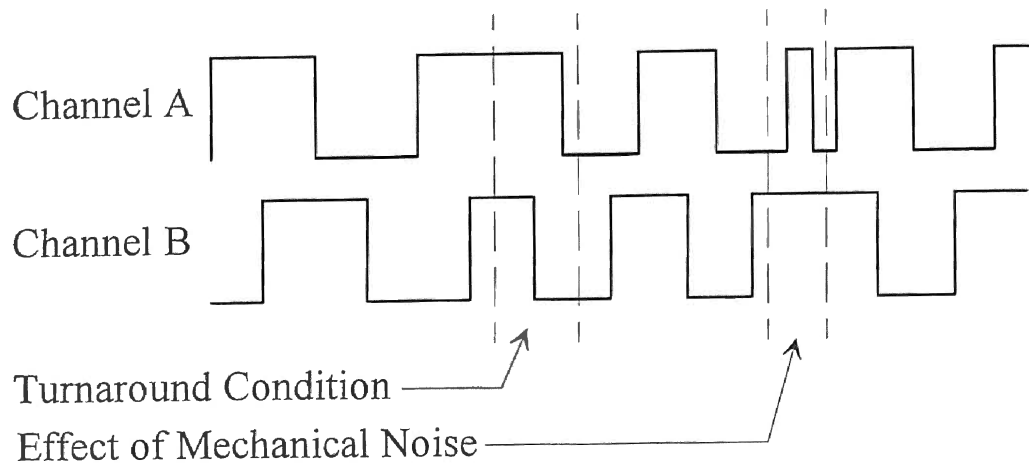 Channel A
Channel B
Turnaround Condition
Effect of Mechanical Noise